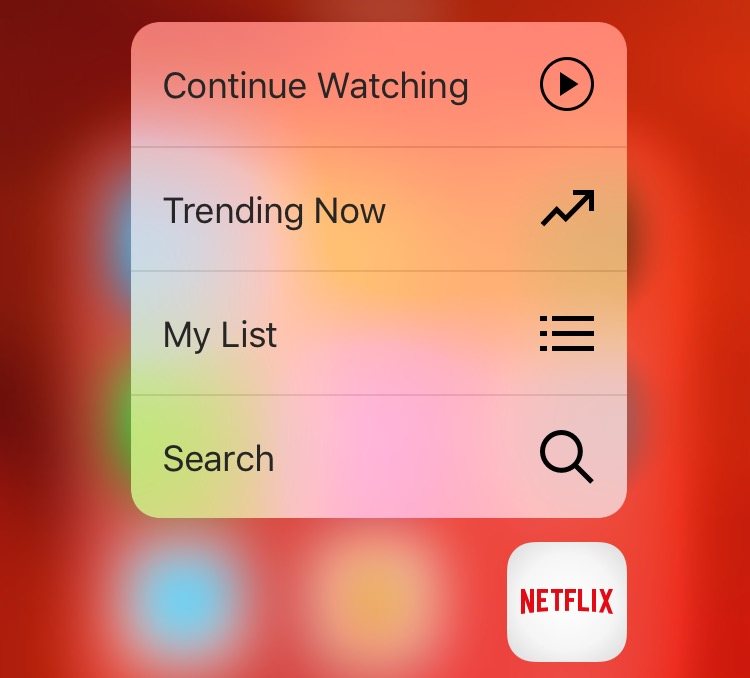 Continue Watching
Trending Now
My List
Search
NETFLIX